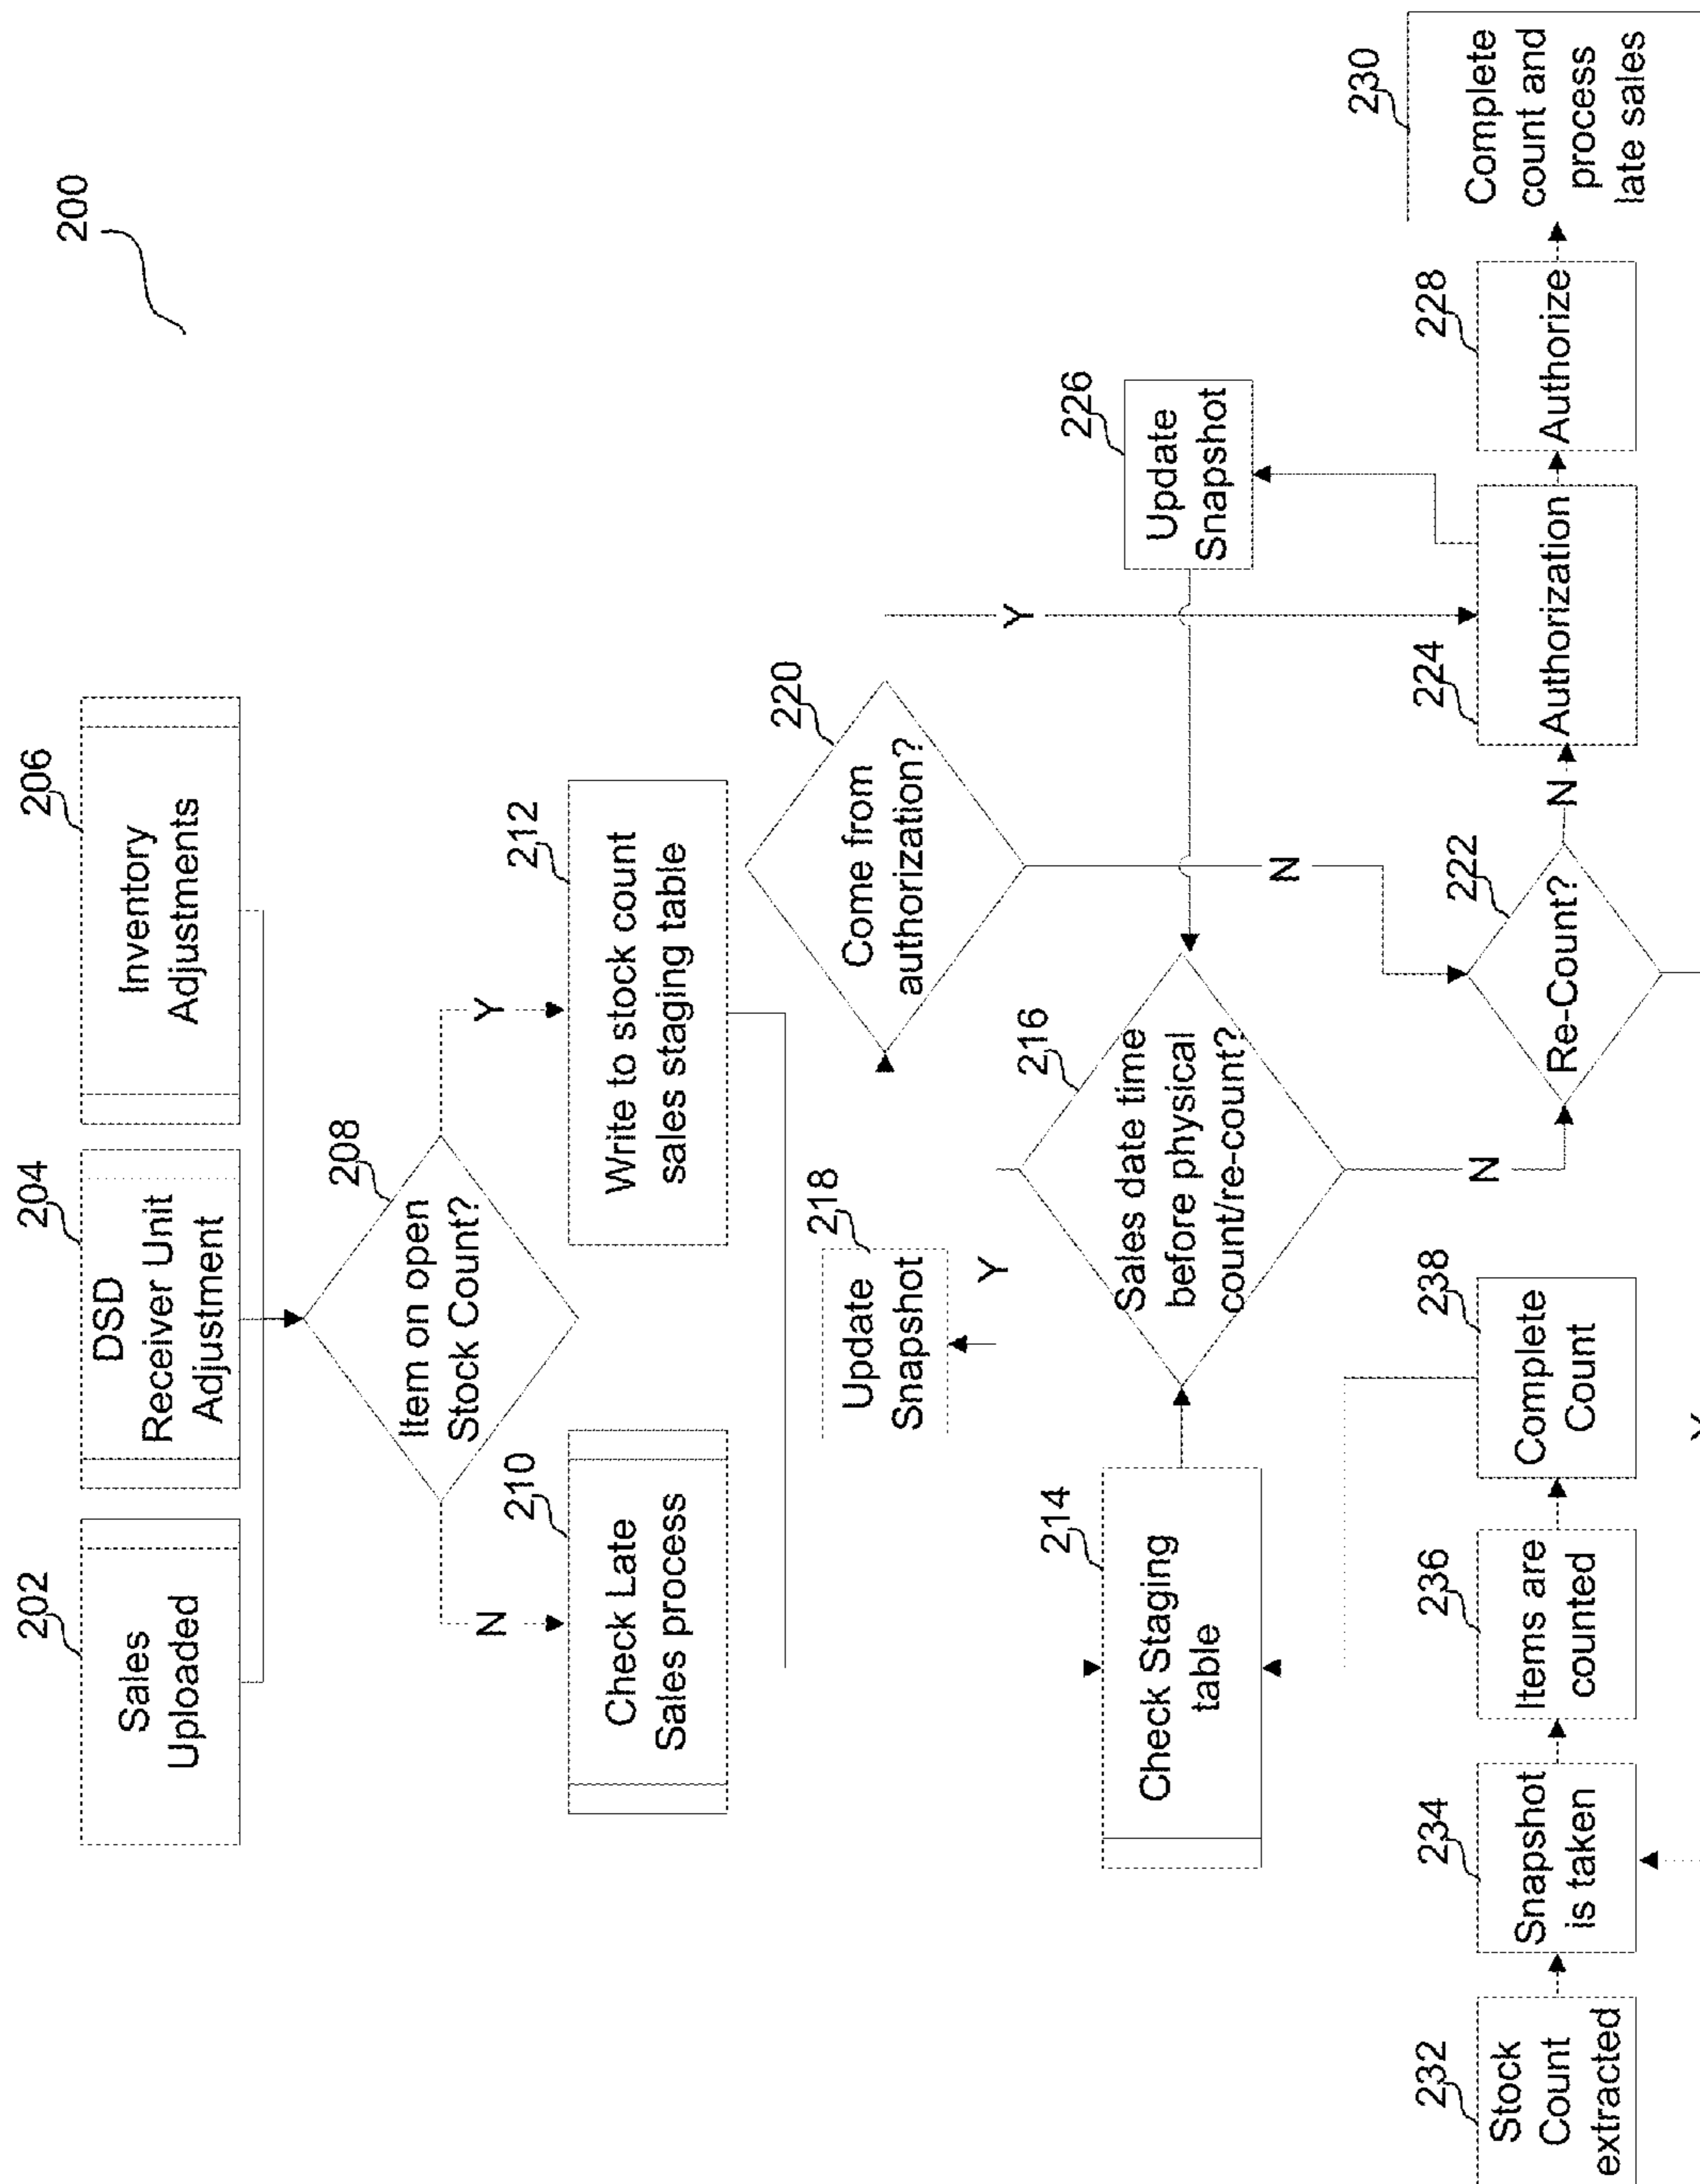 200
202
Sales
Uploaded
204
DSD
Receiver Unit
Adjustment
206
Inventory
Adjustments
208
Item on open
Stock Count?
N
Y
210
Check Late
Sales process
212
Write to stock count
sales staging table
214
Check Staging
table
216
Sales date time
before physical
count/re-count?
Y
N
218
Update
Snapshot
220
Come from
authorization?
Y
N
226
Update
Snapshot
232
Stock
Count
extracted
234
Snapshot
is taken
236
Items are
counted
238
Complete
Count
222
Re-Count?
N
Y
224
Authorization
228
Authorize
230
Complete
count and
process
late sales